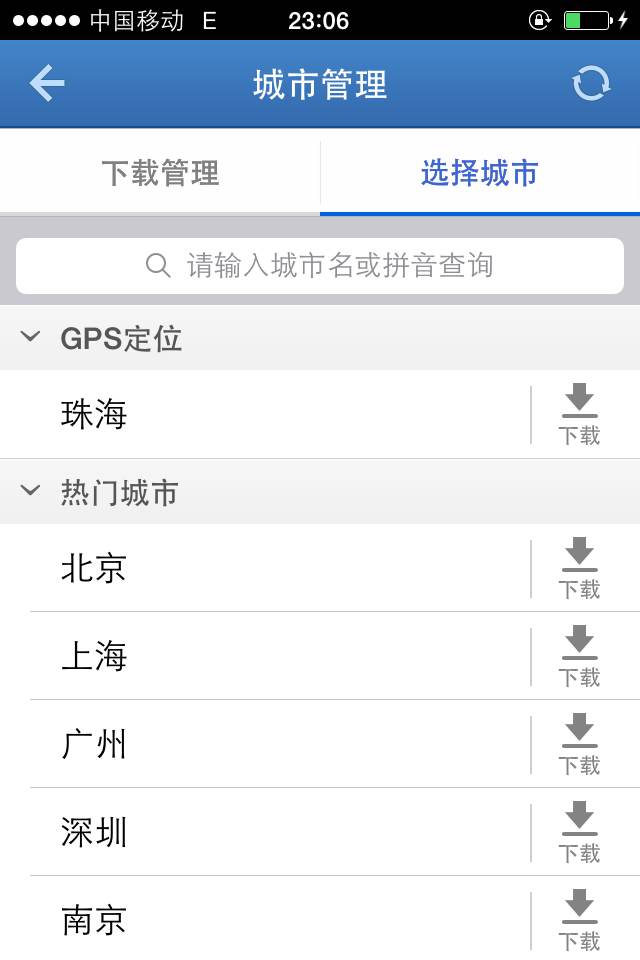 中国移动 E 23:06
城市管理
下载管理 选择城市
请输入城市名或拼音查询
GPS定位
珠海 下载
热门城市
北京 下载
上海 下载
广州 下载
深圳 下载
南京 下载